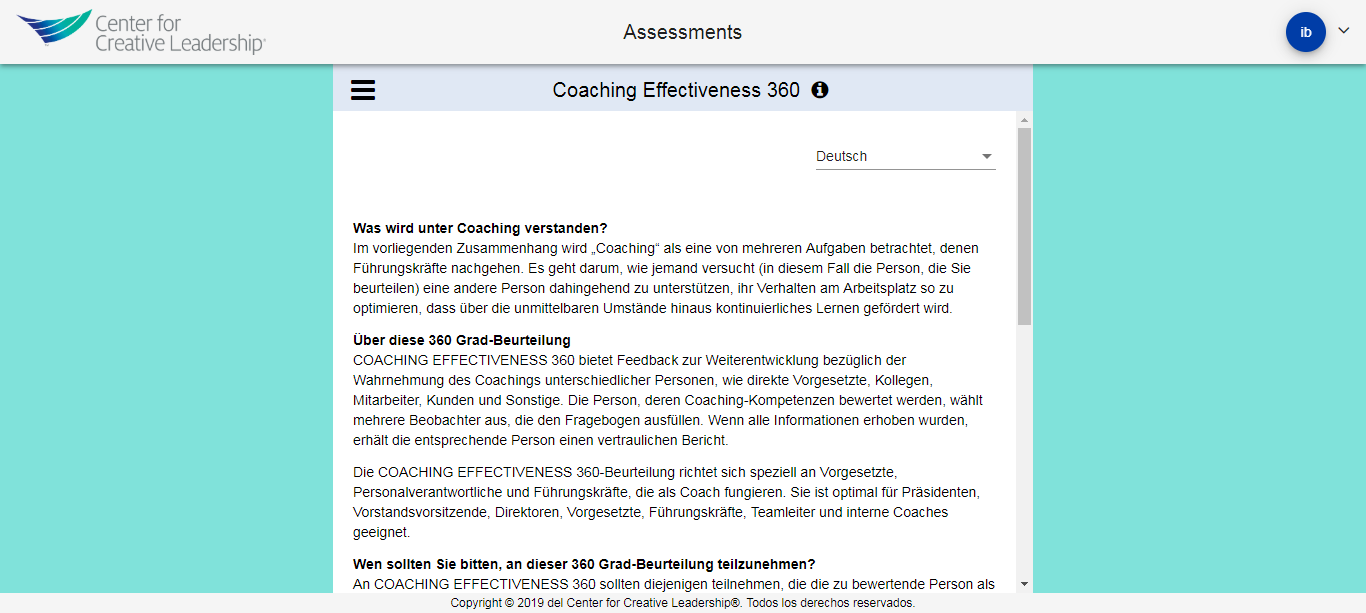 Center for
Creative Leadership®
Assessments
ib
Coaching Effectiveness 360
Deutsch
Was wird unter Coaching verstanden?
Im vorliegenden Zusammenhang wird „Coaching“ als eine von mehreren Aufgaben betrachtet, denen
Führungskräfte nachgehen. Es geht darum, wie jemand versucht (in diesem Fall die Person, die Sie
beurteilen) eine andere Person dahingehend zu unterstützen, ihr Verhalten am Arbeitsplatz so zu
optimieren, dass über die unmittelbaren Umstände hinaus kontinuierliches Lernen gefördert wird.
Über diese 360 Grad-Beurteilung
COACHING EFFECTIVENESS 360 bietet Feedback zur Weiterentwicklung bezüglich der
Wahrnehmung des Coachings unterschiedlicher Personen, wie direkte Vorgesetzte, Kollegen,
Mitarbeiter, Kunden und Sonstige. Die Person, deren Coaching-Kompetenzen bewertet werden, wählt
mehrere Beobachter aus, die den Fragebogen ausfüllen. Wenn alle Informationen erhoben wurden,
erhält die entsprechende Person einen vertraulichen Bericht.
Die COACHING EFFECTIVENESS 360-Beurteilung richtet sich speziell an Vorgesetzte,
Personalverantwortliche und Führungskräfte, die als Coach fungieren. Sie ist optimal für Präsidenten,
Vorstandsvorsitzende, Direktoren, Vorgesetzte, Führungskräfte, Teamleiter und interne Coaches
geeignet.
Wen sollten Sie bitten, an dieser 360 Grad-Beurteilung teilzunehmen?
An COACHING EFFECTIVENESS 360 sollten diejenigen teilnehmen, die die zu bewertende Person als
Copyright © 2019 del Center for Creative Leadership®. Todos los derechos reservados.